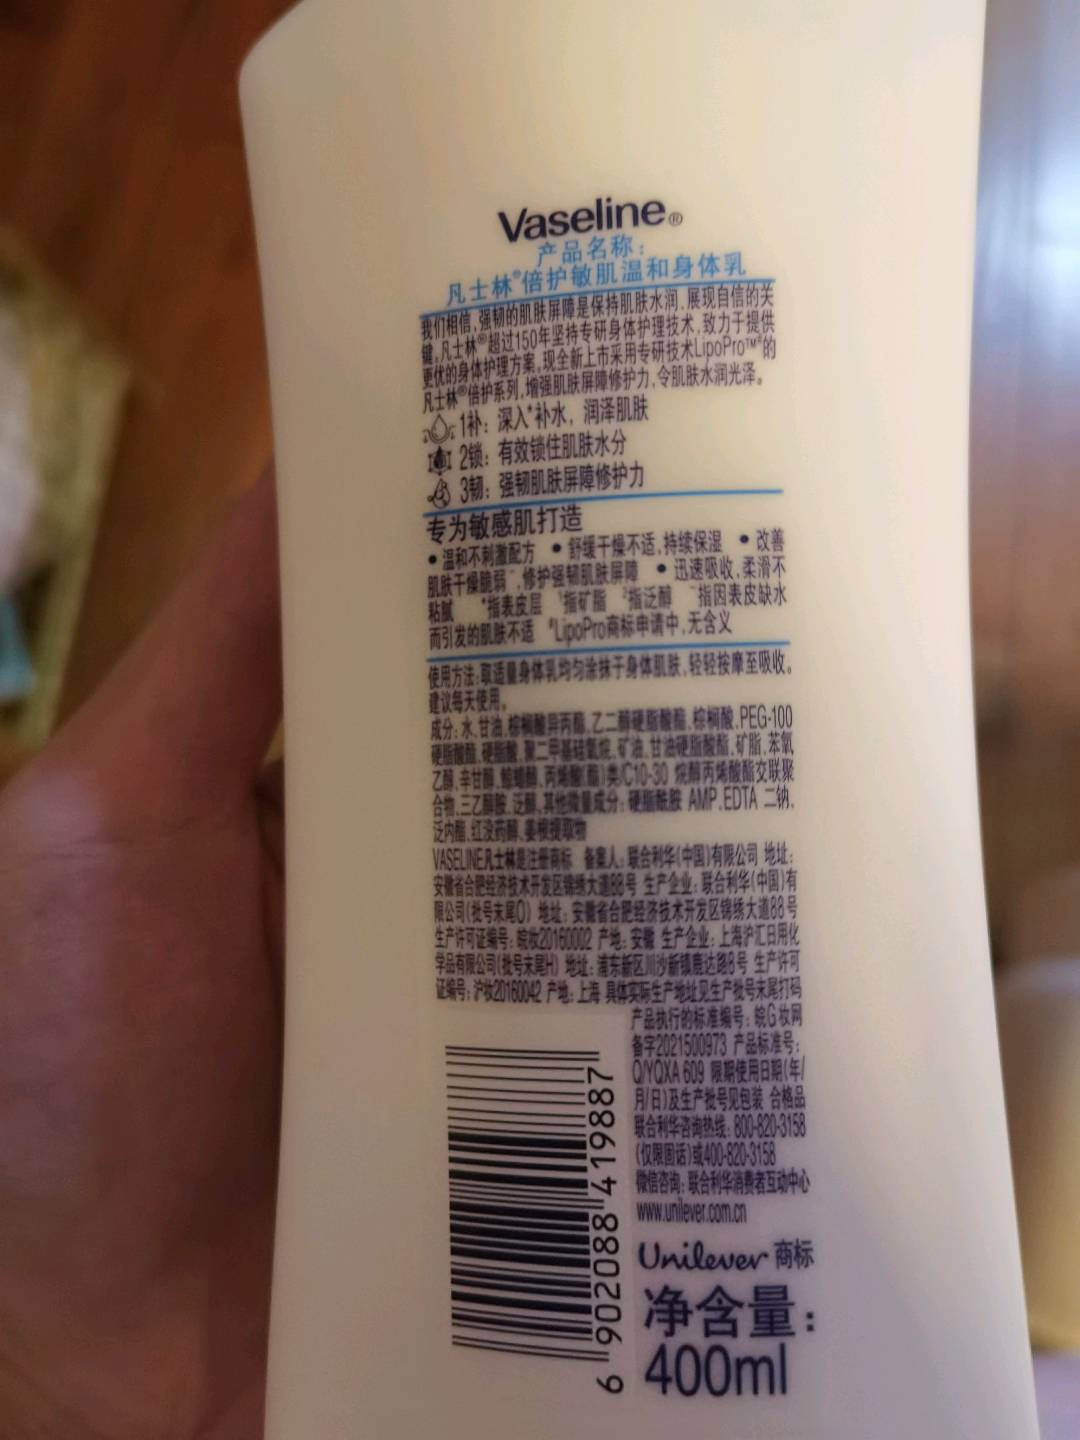 Vaseline®
产品名称：
凡士林®倍护敏肌温和身体乳
我们相信,强韧的肌肤屏障是保持肌肤水润,展现自信的关
键,凡士林®超过150年坚持专研身体护理技术,致力于提供
更优的身体护理方案,现全新上市采用专研技术LipoPro™#的
凡士林®倍护系列,增强肌肤屏障修护力,令肌肤水润光泽。
1补：深入*补水，润泽肌肤
2锁：有效锁住肌肤水分
3韧：强韧肌肤屏障修护力
专为敏感肌打造
• 温和不刺激配方 • 舒缓干燥不适,持续保湿 • 改善
肌肤干燥脆弱~,修护强韧肌肤屏障 • 迅速吸收,柔滑不
粘腻 *指表皮层 ¹指矿脂 ²指泛醇 ~指因表皮缺水
而引发的肌肤不适 #LipoPro商标申请中,无含义
使用方法:取适量身体乳均匀涂抹于身体肌肤,轻轻按摩至吸收。
建议每天使用。
成分：水､甘油､棕榈酸异丙酯､乙二醇硬脂酸酯､棕榈酸､PEG-100
硬脂酸酯､硬脂酸､聚二甲基硅氧烷､矿油､甘油硬脂酸酯､矿脂､苯氧
乙醇､辛甘醇､鲸蜡醇､丙烯酸(酯)类/C10-30 烷醇丙烯酸酯交联聚
合物､三乙醇胺､泛醇､其他微量成分：硬脂酰胺 AMP､EDTA 二钠､
泛内酯､红没药醇､姜根提取物
VASELINE凡士林是注册商标 备案人：联合利华(中国)有限公司 地址：
安徽省合肥经济技术开发区锦绣大道88号 生产企业：联合利华(中国)有
限公司(批号末尾O) 地址：安徽省合肥经济技术开发区锦绣大道88号
生产许可证编号：皖妆20160002 产地：安徽 生产企业：上海沪汇日用化
学品有限公司(批号末尾H) 地址：浦东新区川沙新镇鹿达路8号 生产许可
证编号：沪妆20160042 产地：上海 具体实际生产地址见生产批号末尾打码
产品执行的标准编号：皖G妆网
备字2021500973 产品标准号：
Q/YQXA 609 限期使用日期(年/
月/日)及生产批号见包装 合格品
联合利华咨询热线：800-820-3158
(仅限固话)或400-820-3158
微信咨询：联合利华消费者互动中心
www.unilever.com.cn
Unilever 商标
净含量：
400ml
6 902088 419887